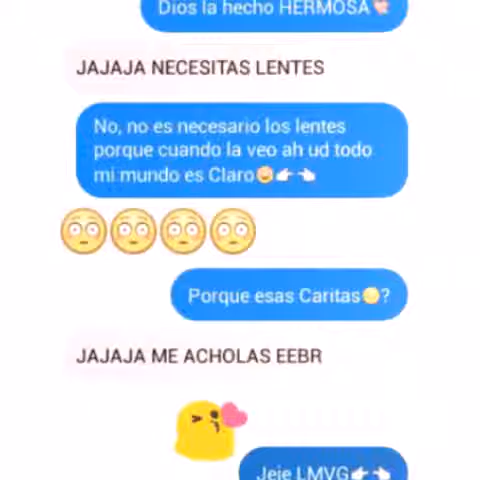 Dios la hecho HERMOSA💘
JAJAJA NECESITAS LENTES
No, no es necesario los lentes
porque cuando la veo ah ud todo
mi mundo es Claro😩👉👈
😳😳😳😳
Porque esas Caritas🥺?
JAJAJA ME ACHOLAS EEBR
Jeje LMVG👉👈